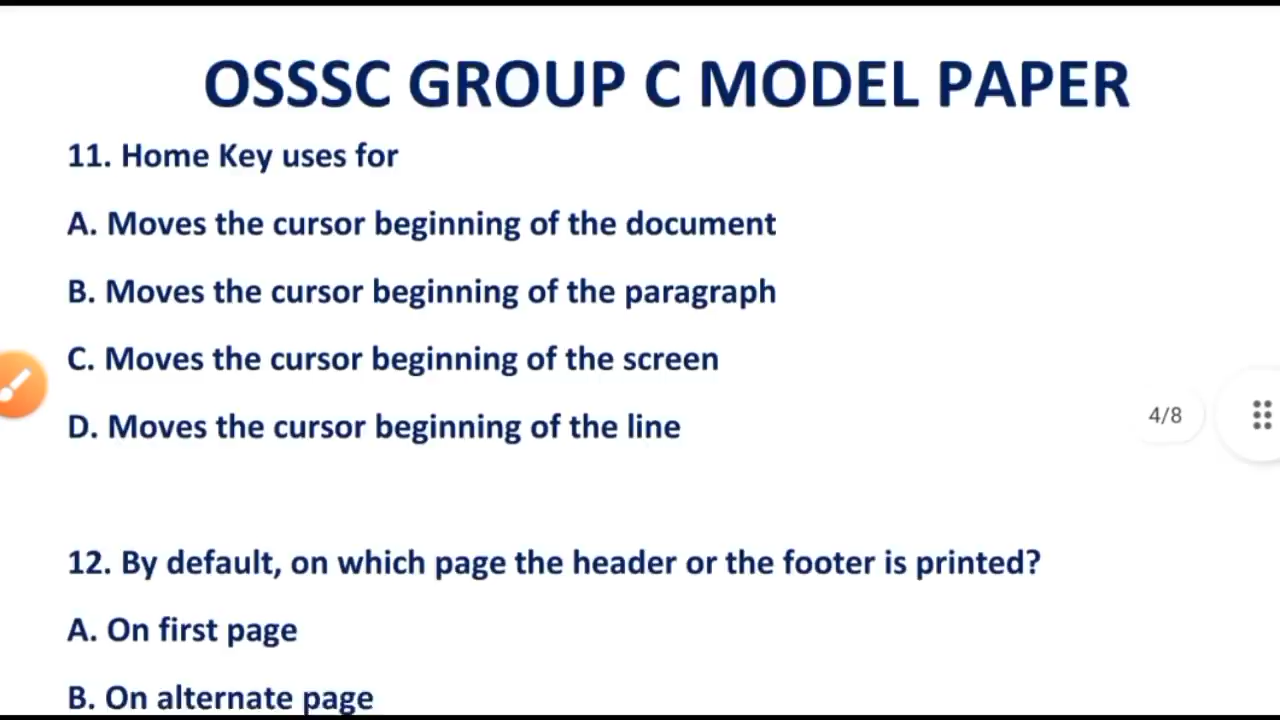 OSSSC GROUP C MODEL PAPER
11. Home Key uses for
A. Moves the cursor beginning of the document
B. Moves the cursor beginning of the paragraph
C. Moves the cursor beginning of the screen
D. Moves the cursor beginning of the line
4/8
12. By default, on which page the header or the footer is printed?
A. On first page
B. On alternate page